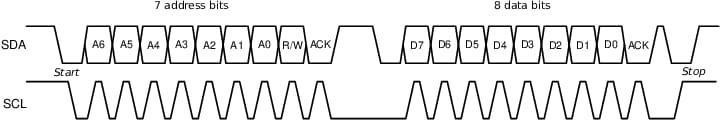 7 address bits 8 data bits
SDA A6 A5 A4 A3 A2 A1 A0 R/W ACK D7 D6 D5 D4 D3 D2 D1 D0 ACK
Start Stop
SCL